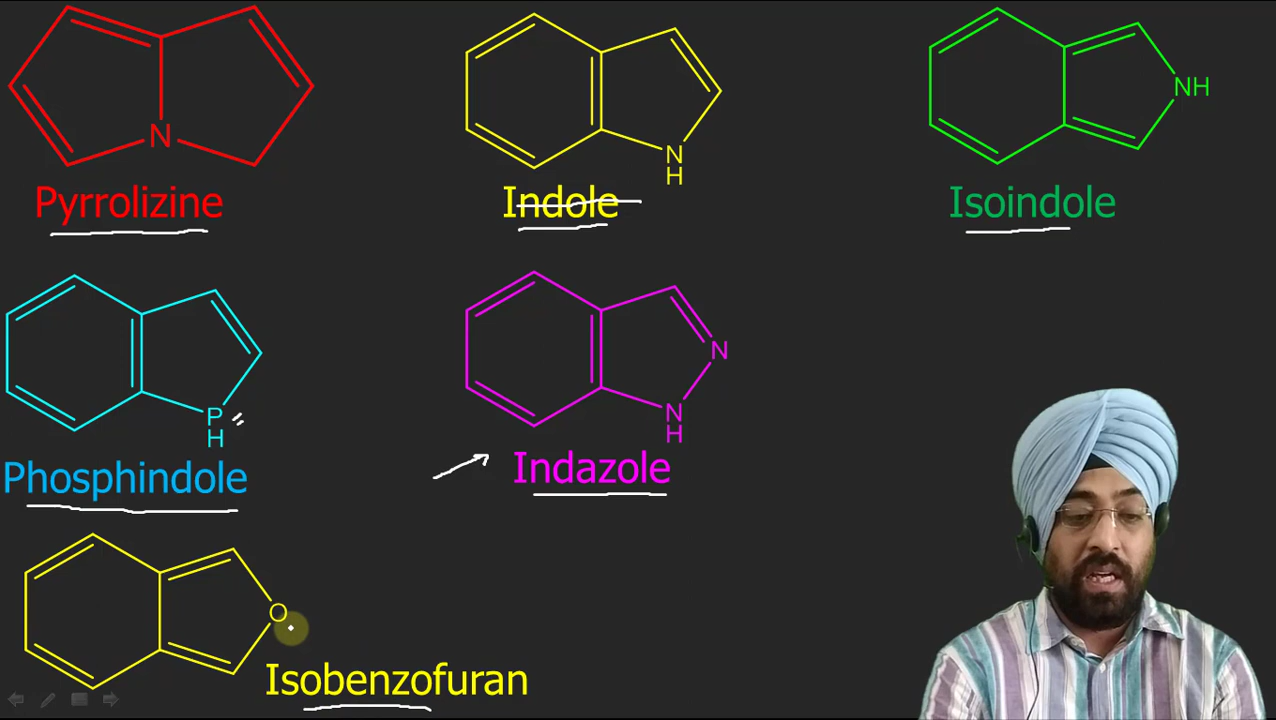 N
N
H
NH
Pyrrolizine
Indole
Isoindole
N
P
H
N
H
Phosphindole
Indazole
O
Isobenzofuran